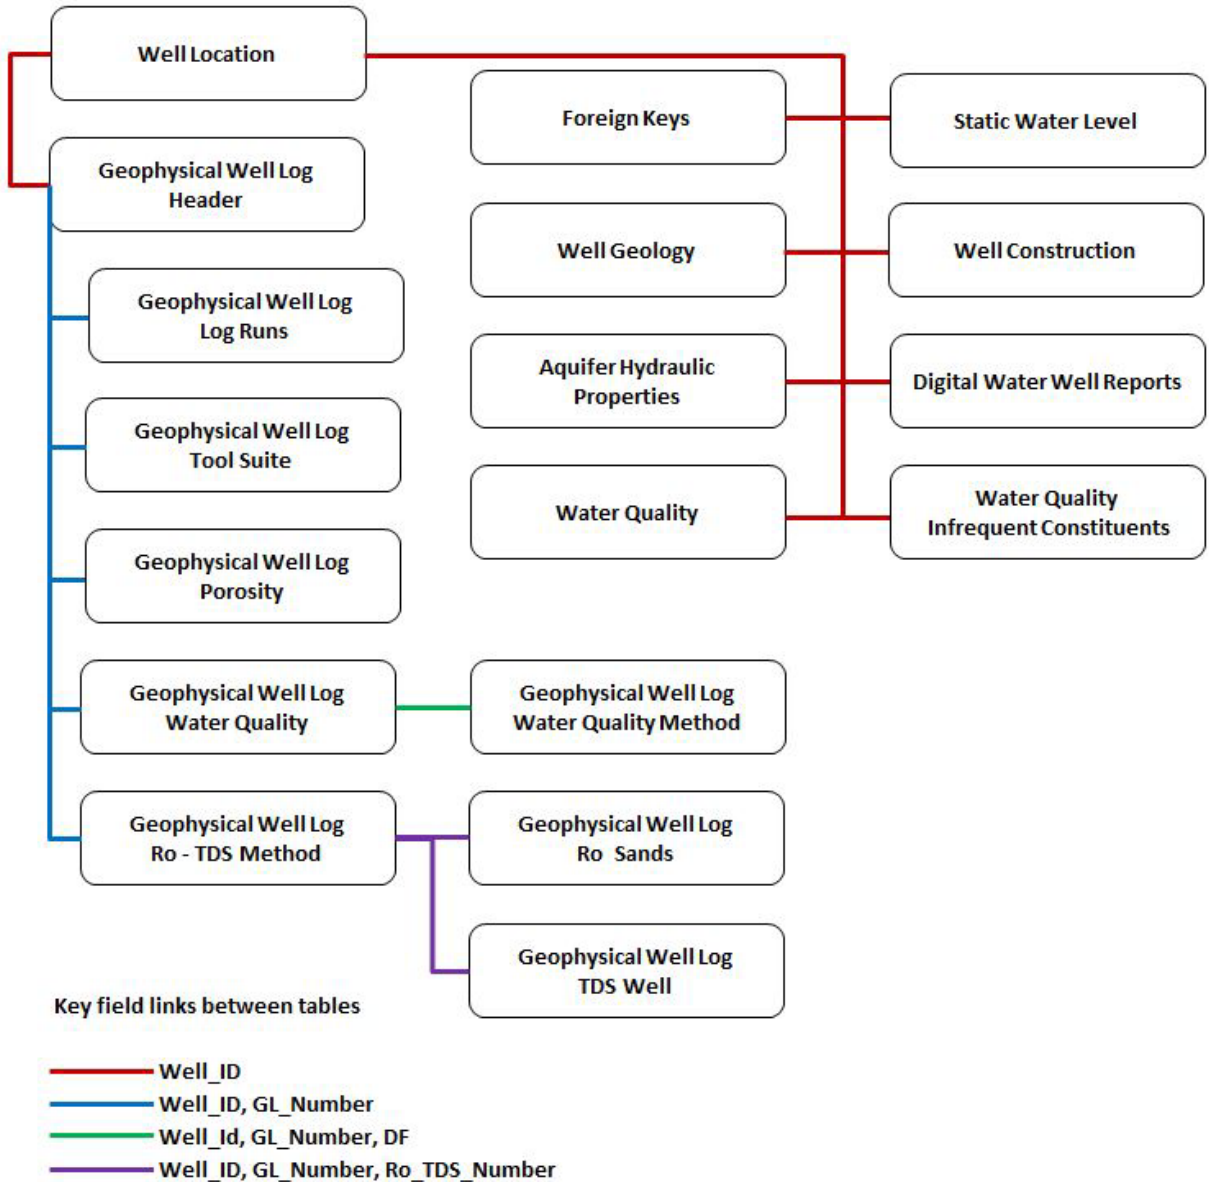 Well Location
Foreign Keys
Static Water Level
Geophysical Well Log
Header
Well Geology
Well Construction
Geophysical Well Log
Log Runs
Aquifer Hydraulic
Properties
Digital Water Well Reports
Geophysical Well Log
Tool Suite
Water Quality
Water Quality
Infrequent Constituents
Geophysical Well Log
Porosity
Geophysical Well Log
Water Quality
Geophysical Well Log
Water Quality Method
Geophysical Well Log
Ro - TDS Method
Geophysical Well Log
Ro Sands
Geophysical Well Log
TDS Well
Key field links between tables
Well_ID
Well_ID, GL_Number
Well_Id, GL_Number, DF
Well_ID, GL_Number, Ro_TDS_Number